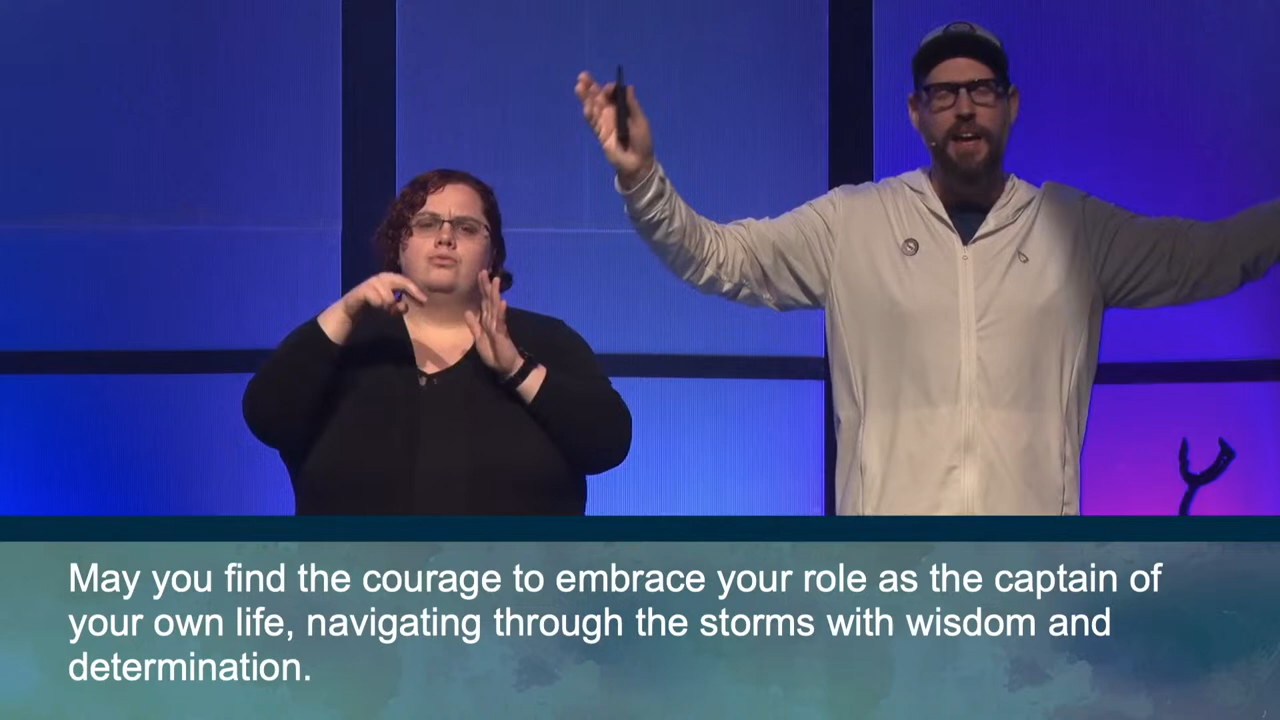 May you find the courage to embrace your role as the captain of
your own life, navigating through the storms with wisdom and
determination.